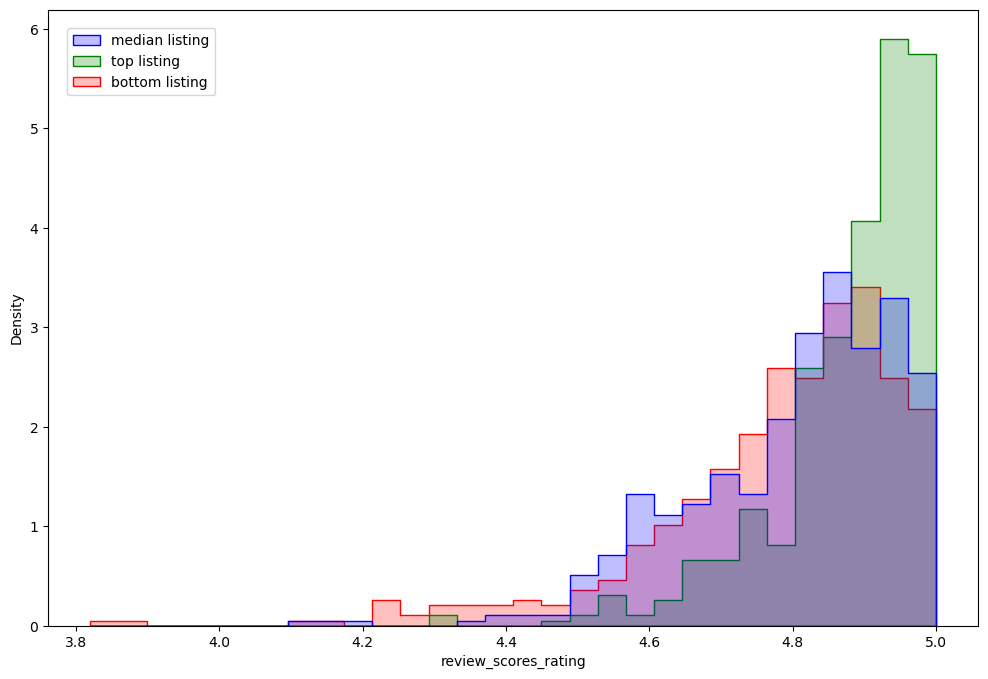 6
median listing
top listing
bottom listing
5
4
Density
3
2
1
0
3.8 4.0 4.2 4.4 4.6 4.8 5.0
review_scores_rating